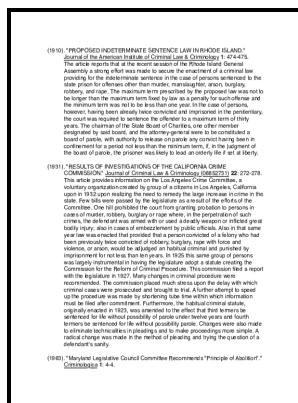 (1910). "PROPOSED INDETERMINATE SENTENCE LAW IN RHODE ISLAND."
Journal of the American Institute of Criminal Law & Criminology 1: 474-475.
The article reports that at the recent session of the Rhode Island General
Assembly a strong effort was made to secure the enactment of a criminal law
providing for the indeterminate sentence in the case of persons sentenced to the
state prison for offenses other than murder, manslaughter, arson, burglary,
robbery, and rape. The maximum term prescribed by the proposed law was not to
be longer than the maximum term fixed by law as a penalty for such offense and
the minimum term was not to be less than one year. In the case of persons,
however, having been already twice convicted and imprisoned in the penitentiary,
the court was required to sentence the offender to a maximum term of thirty
years. The chairman of the State Board of Charities, one other member
designated by said board, and the attorney-general were to be constituted a
board of parole, with authority to release on parole any convict having been in
confinement for a period not less than the minimum term, if, in the judgment of
the board of parole, the prisoner was likely to lead an orderly life if set at liberty.
(1931). "RESULTS OF INVESTIGATIONS OF THE CALIFORNIA CRIME
COMMISSION." Journal of Criminal Law & Criminology (08852731) 22: 272-278.
This article provides information on the Los Angeles Crime Committee, a
voluntary organization created by group of a citizens in Los Angeles, California
upon in 1932 upon realizing the need to remedy the large increase in crime in the
state. Few bills were passed by the legislature as a result of the efforts of the
Committee. One bill prohibited the court from granting probation to persons in
cases of murder, robbery, burglary or rape where, in the perpetration of such
crimes, the defendant was armed with or used a deadly weapon or inflicted great
bodily injury; also in cases of embezzlement by public officials. Also in that same
year law was enacted that provided that a person convicted of a felony who had
been previously twice convicted of robbery, burglary, rape with force and
violence, or arson, would be adjudged an habitual criminal and punished by
imprisonment for not less than ten years. In 1925 this same group of persons
was largely instrumental in having the legislature adopt a statute creating the
Commission for the Reform of Criminal Procedure. This commission filed a report
with the legislature in 1927. Many changes in criminal procedure were
recommended. The commission placed much stress upon the delay with which
criminal cases were prosecuted and brought to trial. A further attempt to speed
up the procedure was made by shortening tube time within which information
must be filed after commitment. Furthermore, the habitual criminal statute,
originally enacted in 1923, was amended to the effect that third termers be
sentenced for life without possibility of parole under twelve years and fourth
termers be sentenced for life without possibility parole. Changes were also made
to eliminate technicalities in pleadings and to make proceedings more simple. A
radical change was made in the method of pleading and trying the question of a
defendant's sanity.
(1963). "Maryland Legislative Council Committee Recommends "Principle of Abolition"."
Criminologica 1: 4-4.